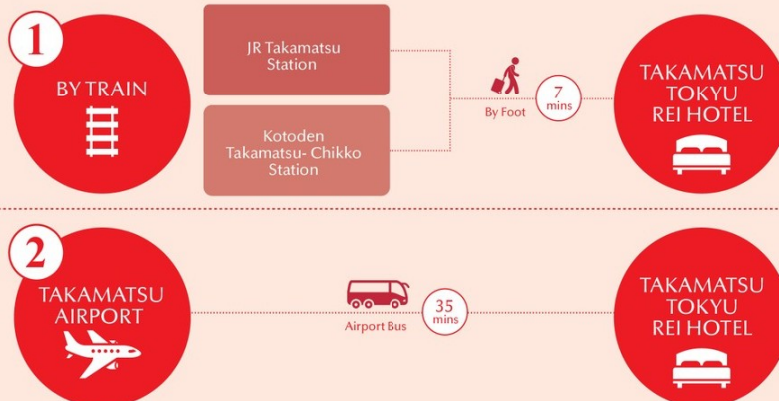 1
BY TRAIN
JR Takamatsu
Station
Kotoden
Takamatsu- Chikko
Station
By Foot
7
mins
TAKAMATSU
TOKYU
REI HOTEL
2
TAKAMATSU
AIRPORT
Airport Bus
35
mins
TAKAMATSU
TOKYU
REI HOTEL